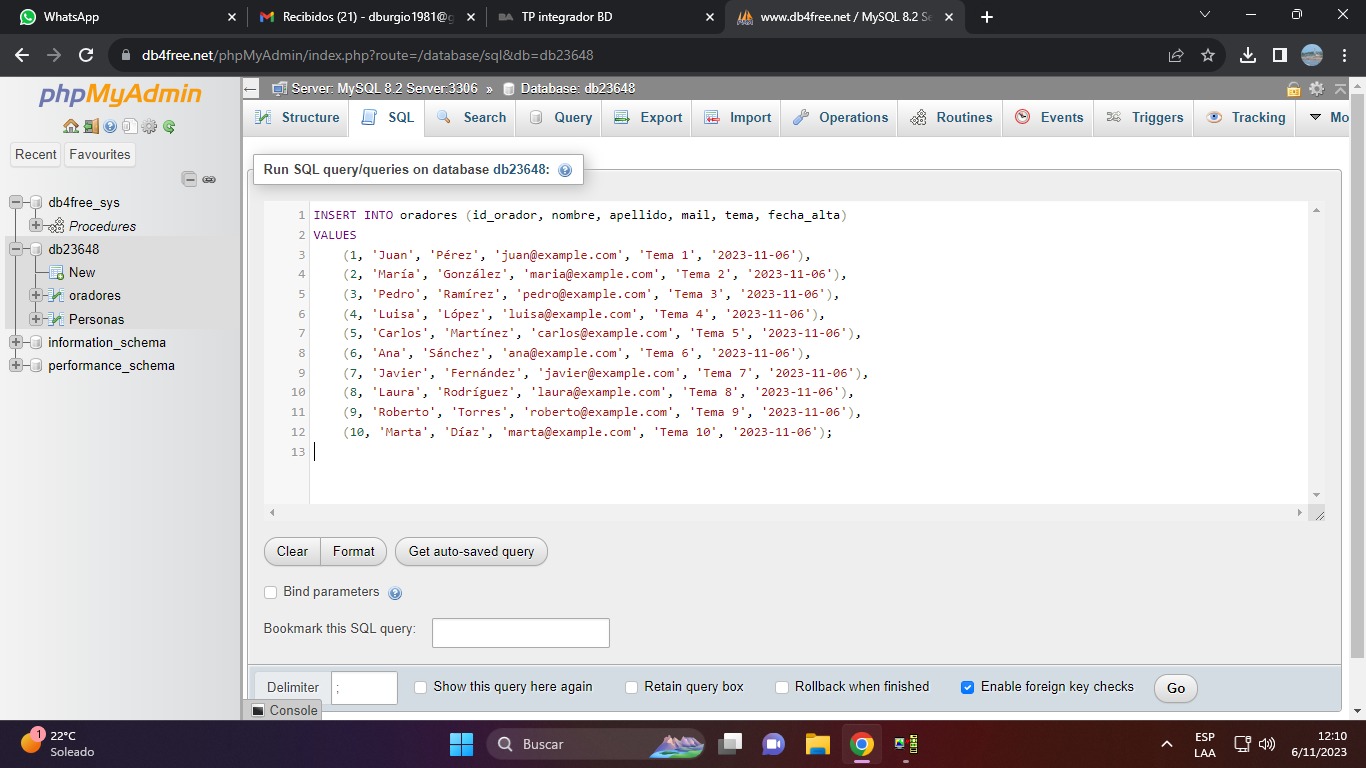 WhatsApp
Recibidos (21) - dburgio1981@g
TP integrador BD
www.db4free.net / MySQL 8.2 Se
db4free.net/phpMyAdmin/index.php?route=/database/sql&db=db23648
phpMyAdmin
Recent Favourites
db4free_sys
Procedures
db23648
New
oradores
Personas
information_schema
performance_schema
Server: MySQL 8.2 Server:3306 » Database: db23648
Structure SQL Search Query Export Import Operations Routines Events Triggers Tracking Mo
Run SQL query/queries on database db23648:
1 INSERT INTO oradores (id_orador, nombre, apellido, mail, tema, fecha_alta)
2 VALUES
3 (1, 'Juan', 'Pérez', 'juan@example.com', 'Tema 1', '2023-11-06'),
4 (2, 'María', 'González', 'maria@example.com', 'Tema 2', '2023-11-06'),
5 (3, 'Pedro', 'Ramírez', 'pedro@example.com', 'Tema 3', '2023-11-06'),
6 (4, 'Luisa', 'López', 'luisa@example.com', 'Tema 4', '2023-11-06'),
7 (5, 'Carlos', 'Martínez', 'carlos@example.com', 'Tema 5', '2023-11-06'),
8 (6, 'Ana', 'Sánchez', 'ana@example.com', 'Tema 6', '2023-11-06'),
9 (7, 'Javier', 'Fernández', 'javier@example.com', 'Tema 7', '2023-11-06'),
10 (8, 'Laura', 'Rodríguez', 'laura@example.com', 'Tema 8', '2023-11-06'),
11 (9, 'Roberto', 'Torres', 'roberto@example.com', 'Tema 9', '2023-11-06'),
12 (10, 'Marta', 'Díaz', 'marta@example.com', 'Tema 10', '2023-11-06');
13
Clear Format Get auto-saved query
Bind parameters
Bookmark this SQL query:
Delimiter ; Show this query here again Retain query box Rollback when finished Enable foreign key checks Go
Console
1 22°C
Soleado
Buscar
ESP
LAA
12:10
6/11/2023